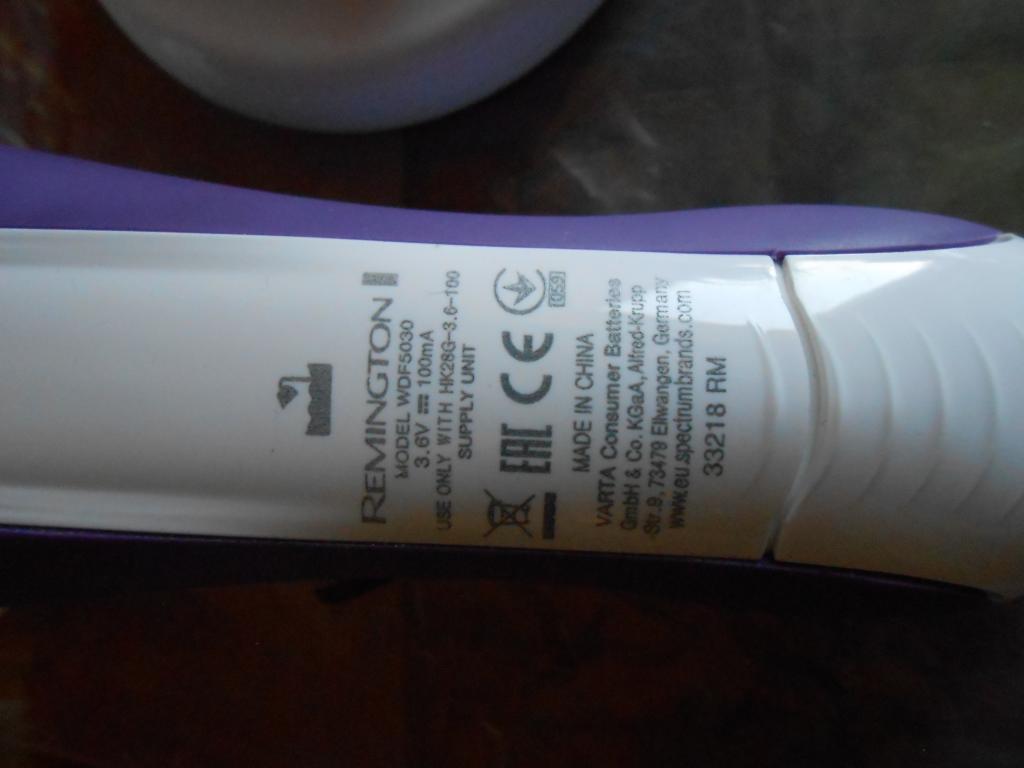 REMINGTON
MODEL WDF5030
3.6V 100mA
USE ONLY WITH HK28G-3.6-100
SUPPLY UNIT
EAC CE 059
MADE IN CHINA
VARTA Consumer Batteries
GmbH & Co. KGaA, Alfred-Krupp
-Str.9, 73479 Ellwangen, Germany
www.eu.spectrumbrands.com
33218 RM